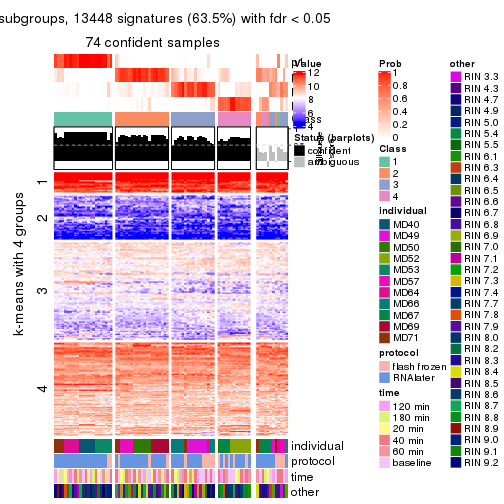 subgroups, 13448 signatures (63.5%) with fdr < 0.05
74 confident samples
k-means with 4 groups
1
2
3
4
individual
protocol
time
other
Value
12
10
8
6
4
Status (barplots)
confident
ambiguous
Prob
1
0.8
0.6
0.4
0.2
0
Class
1
2
3
4
individual
MD40
MD49
MD50
MD52
MD53
MD57
MD64
MD66
MD67
MD69
MD71
protocol
flash frozen
RNAlater
time
120 min
180 min
20 min
40 min
60 min
baseline
other
RIN 3.3
RIN 4.3
RIN 4.7
RIN 4.9
RIN 5.0
RIN 5.4
RIN 5.5
RIN 6.1
RIN 6.3
RIN 6.4
RIN 6.5
RIN 6.6
RIN 6.7
RIN 6.8
RIN 6.9
RIN 7.0
RIN 7.1
RIN 7.2
RIN 7.3
RIN 7.4
RIN 7.7
RIN 7.8
RIN 7.9
RIN 8.0
RIN 8.2
RIN 8.3
RIN 8.4
RIN 8.5
RIN 8.6
RIN 8.7
RIN 8.8
RIN 8.9
RIN 9.0
RIN 9.1
RIN 9.2